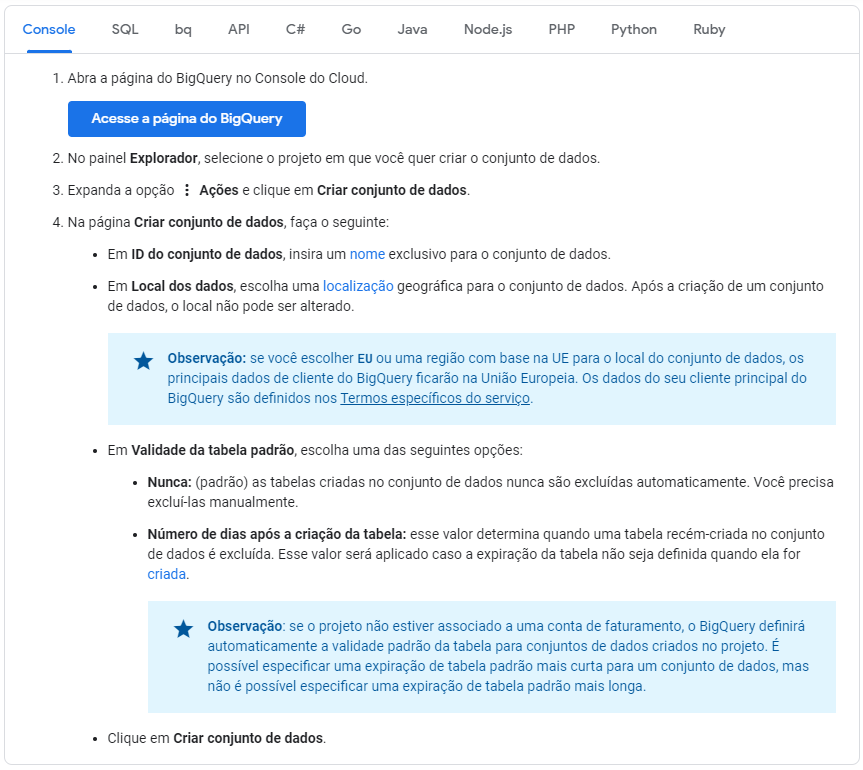 Console SQL bq API C# Go Java Node.js PHP Python Ruby
1. Abra a página do BigQuery no Console do Cloud.
Acesse a página do BigQuery
2. No painel Explorador, selecione o projeto em que você quer criar o conjunto de dados.
3. Expanda a opção ⋮ Ações e clique em Criar conjunto de dados.
4. Na página Criar conjunto de dados, faça o seguinte:
• Em ID do conjunto de dados, insira um nome exclusivo para o conjunto de dados.
• Em Local dos dados, escolha uma localização geográfica para o conjunto de dados. Após a criação de um conjunto
de dados, o local não pode ser alterado.
★ Observação: se você escolher EU ou uma região com base na UE para o local do conjunto de dados, os
principais dados de cliente do BigQuery ficarão na União Europeia. Os dados do seu cliente principal do
BigQuery são definidos nos Termos específicos do serviço.
• Em Validade da tabela padrão, escolha uma das seguintes opções:
• Nunca: (padrão) as tabelas criadas no conjunto de dados nunca são excluídas automaticamente. Você precisa
excluí-las manualmente.
• Número de dias após a criação da tabela: esse valor determina quando uma tabela recém-criada no conjunto
de dados é excluída. Esse valor será aplicado caso a expiração da tabela não seja definida quando ela for
criada.
★ Observação: se o projeto não estiver associado a uma conta de faturamento, o BigQuery definirá
automaticamente a validade padrão da tabela para conjuntos de dados criados no projeto. É
possível especificar uma expiração de tabela padrão mais curta para um conjunto de dados, mas
não é possível especificar uma expiração de tabela padrão mais longa.
• Clique em Criar conjunto de dados.